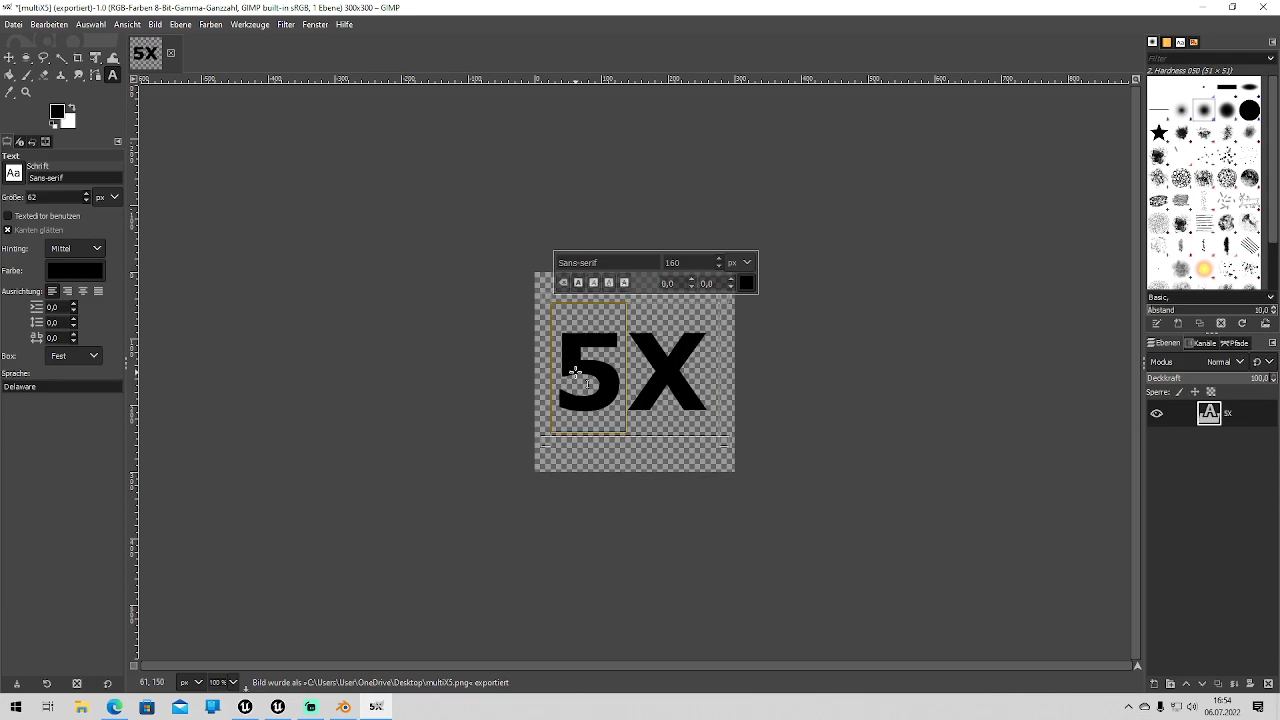 *[multiX5] (exportiert)-1.0 (RGB-Farben 8-Bit-Gamma-Ganzzahl, GIMP built-in sRGB, 1 Ebene) 300x300 – GIMP
Datei Bearbeiten Auswahl Ansicht Bild Ebene Farben Werkzeuge Filter Fenster Hilfe
5X
Filter
2. Hardness 050 (51 × 51)
Text
Schrift
Aa Sans-serif
Größe: 62 px
Texteditor benutzen
Kanten glätten
Hinting: Mittel
Farbe:
Ausrichtung:
0,0
0,0
0,0
Box: Fest
Delaware
Sans-serif 160 px
0,0 0,0
5X
Basic,
Abstand 10,0
Ebenen Kanäle Pfade
Modus Normal
Deckkraft 100,0
Sperre:
5X
61, 150 px 100 % Bild wurde als »C:\Users\User\OneDrive\Desktop\multiX5.png« exportiert
16:54
06.07.2022